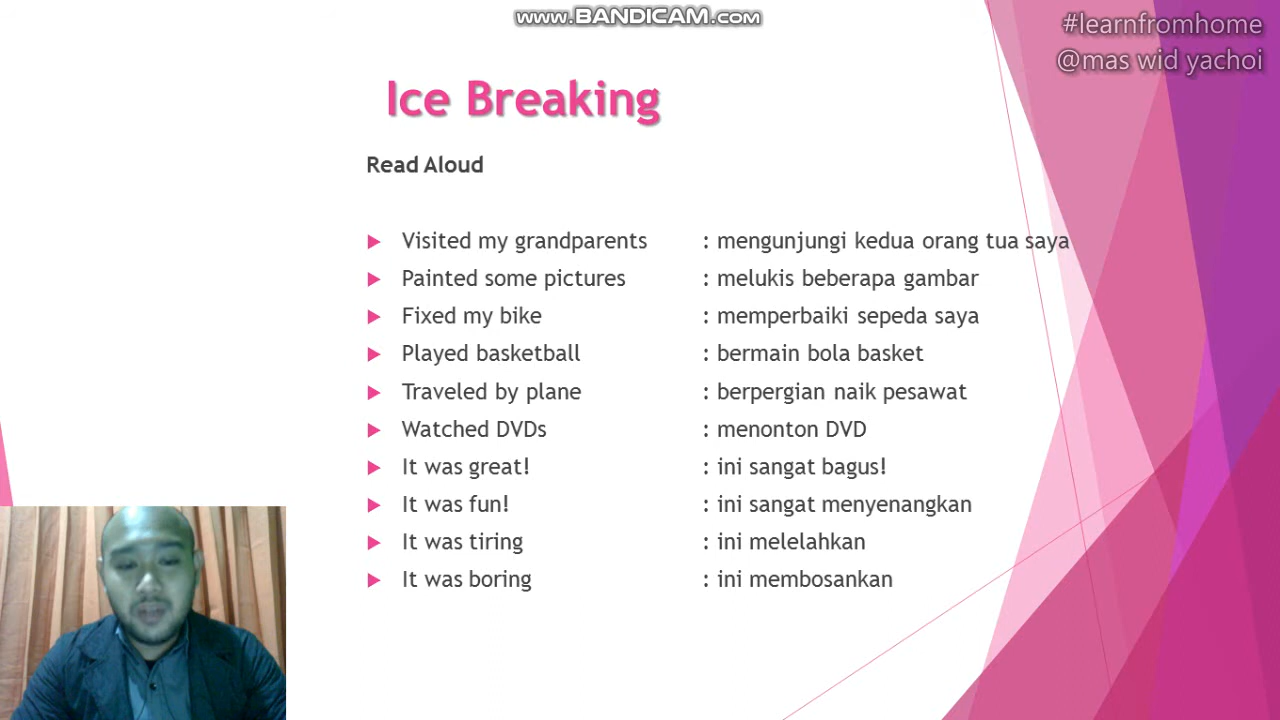 www.BANDICAM.com
#learnfromhome
@mas wid yachoi
Ice Breaking
Read Aloud
Visited my grandparents : mengunjungi kedua orang tua saya
Painted some pictures : melukis beberapa gambar
Fixed my bike : memperbaiki sepeda saya
Played basketball : bermain bola basket
Traveled by plane : berpergian naik pesawat
Watched DVDs : menonton DVD
It was great! : ini sangat bagus!
It was fun! : ini sangat menyenangkan
It was tiring : ini melelahkan
It was boring : ini membosankan